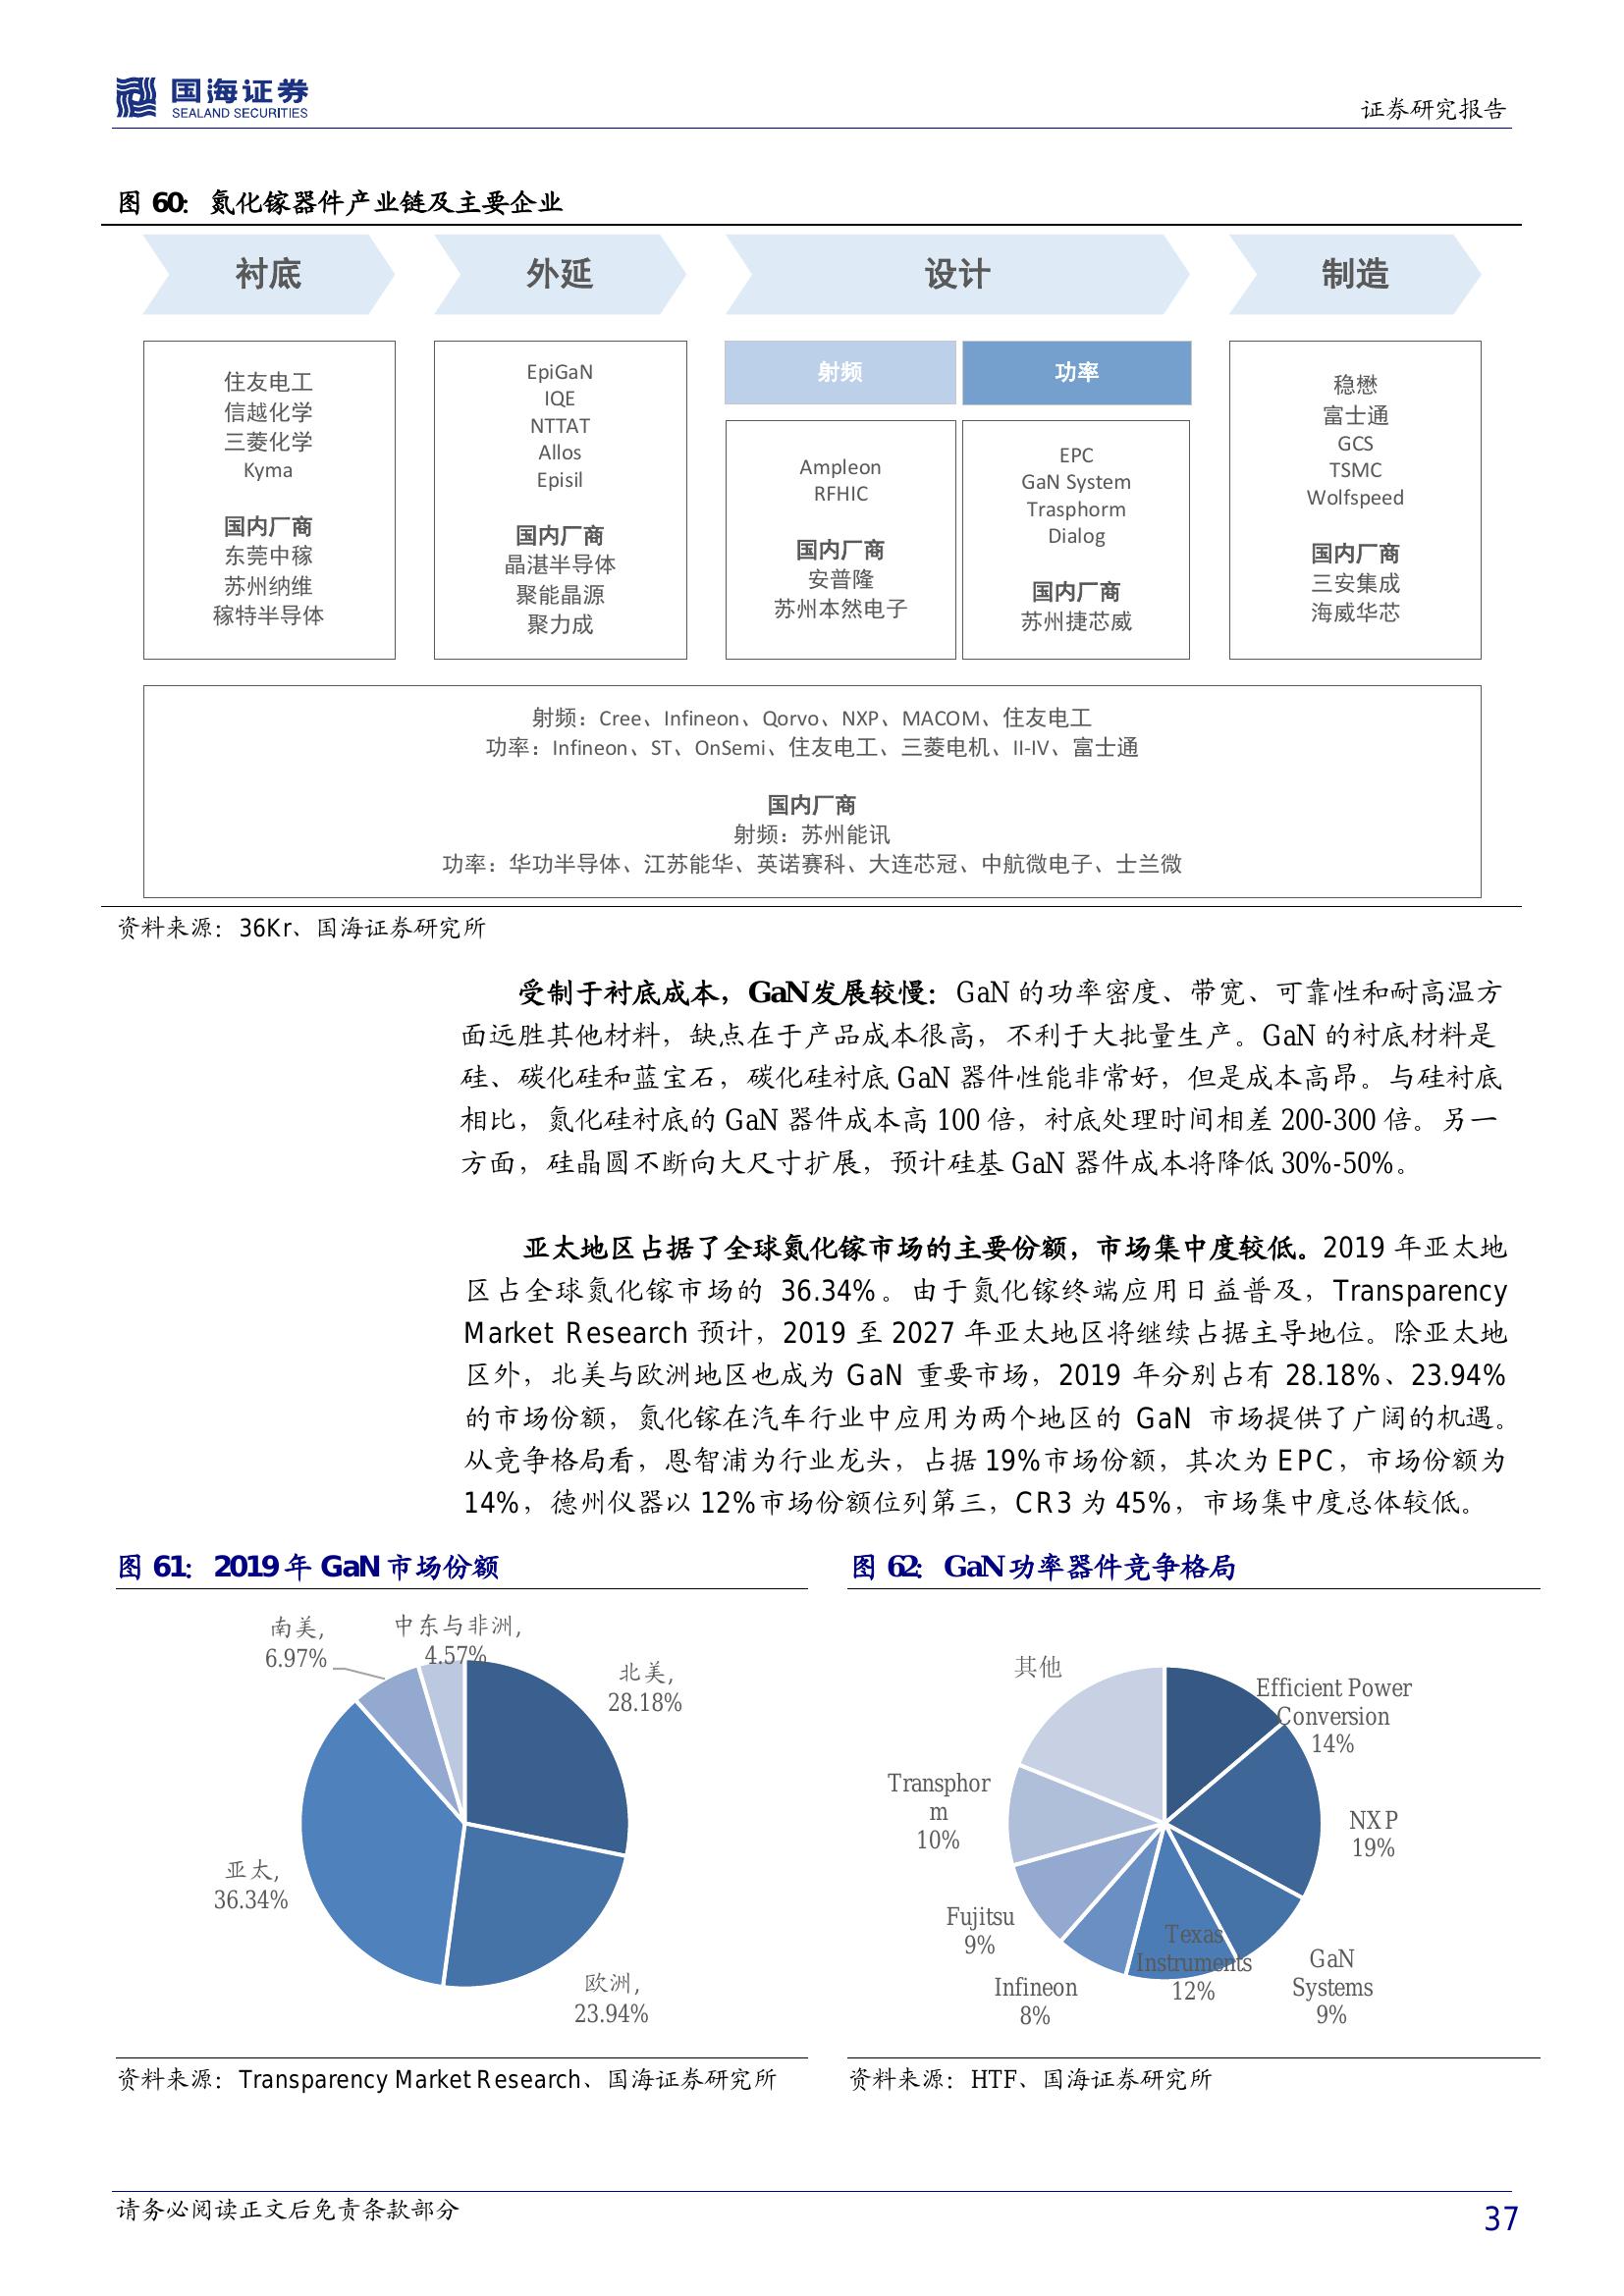 国海证券
SEALAND SECURITIES
证券研究报告
图 60：氮化镓器件产业链及主要企业
衬底
外延
设计
制造
住友电工
信越化学
三菱化学
Kyma
国内厂商
东莞中稼
苏州纳维
稼特半导体
EpiGaN
IQE
NTTAT
Allos
Episil
国内厂商
晶湛半导体
聚能晶源
聚力成
射频
Ampleon
RFHIC
国内厂商
安普隆
苏州本然电子
功率
EPC
GaN System
Trasphorm
Dialog
国内厂商
苏州捷芯威
稳懋
富士通
GCS
TSMC
Wolfspeed
国内厂商
三安集成
海威华芯
射频：Cree、Infineon、Qorvo、NXP、MACOM、住友电工
功率：Infineon、ST、OnSemi、住友电工、三菱电机、II-IV、富士通
国内厂商
射频：苏州能讯
功率：华功半导体、江苏能华、英诺赛科、大连芯冠、中航微电子、士兰微
资料来源：36Kr、国海证券研究所
受制于衬底成本，GaN发展较慢：GaN 的功率密度、带宽、可靠性和耐高温方
面远胜其他材料，缺点在于产品成本很高，不利于大批量生产。GaN 的衬底材料是
硅、碳化硅和蓝宝石，碳化硅衬底 GaN 器件性能非常好，但是成本高昂。与硅衬底
相比，氮化硅衬底的 GaN 器件成本高 100 倍，衬底处理时间相差 200-300 倍。另一
方面，硅晶圆不断向大尺寸扩展，预计硅基 GaN 器件成本将降低 30%-50%。
亚太地区占据了全球氮化镓市场的主要份额，市场集中度较低。2019 年亚太地
区占全球氮化镓市场的 36.34%。由于氮化镓终端应用日益普及，Transparency
Market Research 预计，2019 至 2027 年亚太地区将继续占据主导地位。除亚太地
区外，北美与欧洲地区也成为 GaN 重要市场，2019 年分别占有 28.18%、23.94%
的市场份额，氮化镓在汽车行业中应用为两个地区的 GaN 市场提供了广阔的机遇。
从竞争格局看，恩智浦为行业龙头，占据 19%市场份额，其次为 EPC，市场份额为
14%，德州仪器以 12%市场份额位列第三，CR3 为 45%，市场集中度总体较低。
图 61：2019 年 GaN 市场份额
南美,
6.97%
中东与非洲,
4.57%
北美,
28.18%
亚太,
36.34%
欧洲,
23.94%
资料来源：Transparency Market Research、国海证券研究所
图 62：GaN 功率器件竞争格局
其他
Efficient Power
Conversion
14%
Transphor
m
10%
NXP
19%
Fujitsu
9%
Texas
Instruments
12%
GaN
Systems
9%
Infineon
8%
资料来源：HTF、国海证券研究所
请务必阅读正文后免责条款部分
37